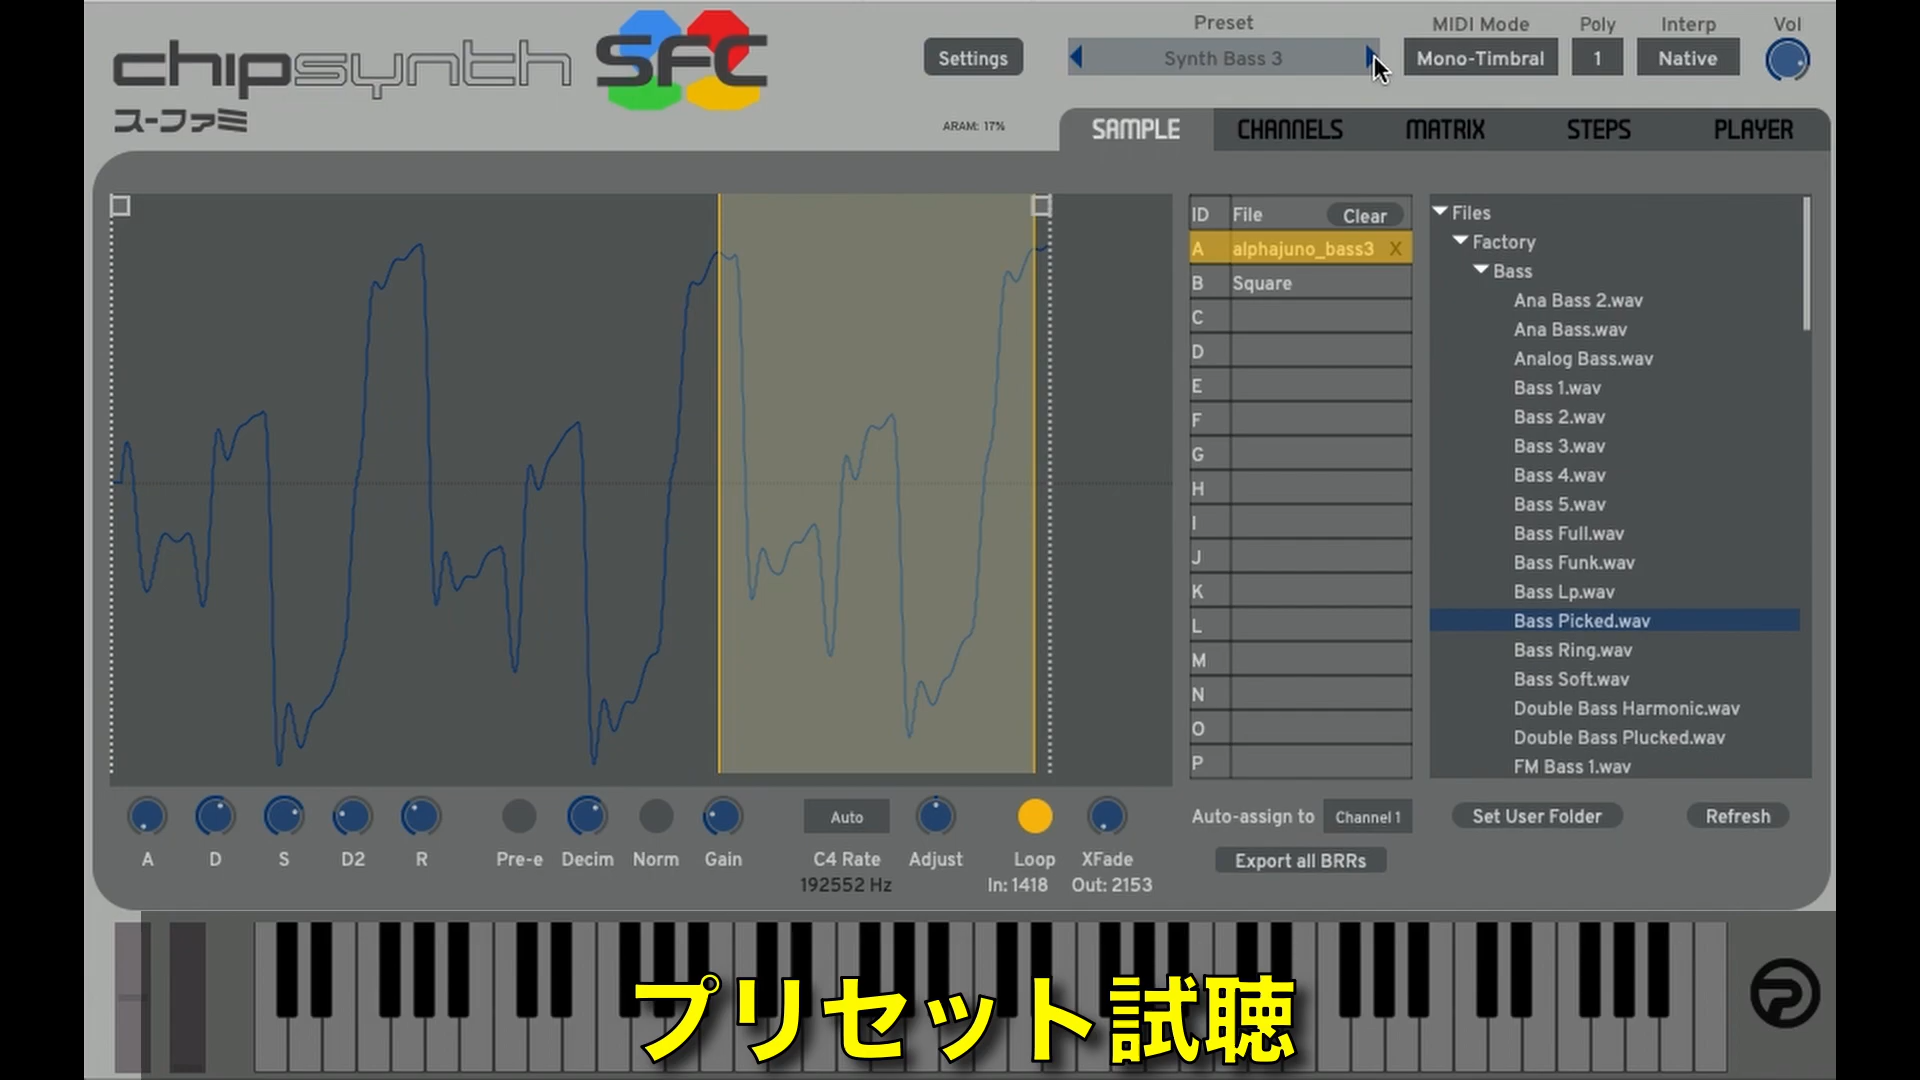 chipsynth SFC
スーファミ
Settings
Preset
Synth Bass 3
MIDI Mode
Mono-Timbral
Poly
1
Interp
Native
Vol
ARAM: 17%
SAMPLE
CHANNELS
MATRIX
STEPS
PLAYER
ID File Clear
A alphajuno_bass3 X
B Square
C
D
E
F
G
H
I
J
K
L
M
N
O
P
Files
Factory
Bass
Ana Bass 2.wav
Ana Bass.wav
Analog Bass.wav
Bass 1.wav
Bass 2.wav
Bass 3.wav
Bass 4.wav
Bass 5.wav
Bass Full.wav
Bass Funk.wav
Bass Lp.wav
Bass Picked.wav
Bass Ring.wav
Bass Soft.wav
Double Bass Harmonic.wav
Double Bass Plucked.wav
FM Bass 1.wav
A
D
S
D2
R
Pre-e
Decim
Norm
Gain
Auto
C4 Rate
192552 Hz
Adjust
Loop
In: 1418
XFade
Out: 2153
Auto-assign to Channel 1
Export all BRRs
Set User Folder
Refresh
プリセット試聴